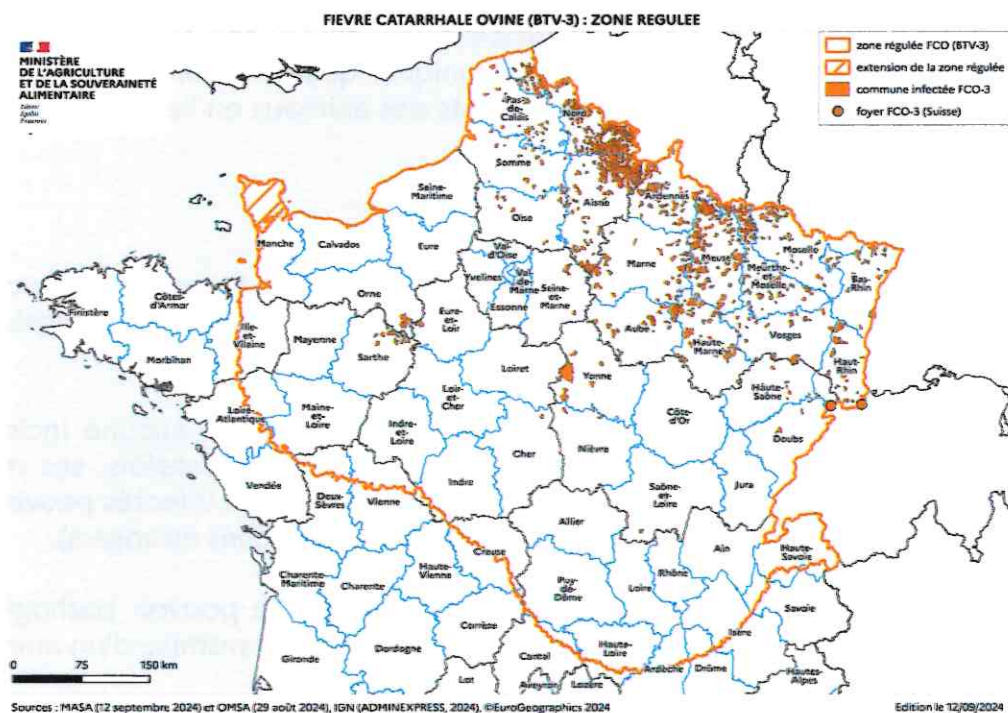 FIEVRE CATARRHALE OVINE (BTV-3) : ZONE REGULEE
MINISTÈRE
DE L'AGRICULTURE
ET DE LA SOUVERAINETÉ
ALIMENTAIRE
Liberté
Égalité
Fraternité
zone régulée FCO (BTV-3)
extension de la zone régulée
commune infectée FCO-3
foyer FCO-3 (Suisse)
Pas-
de-
Calais
Nord
Somme
Seine-
Maritime
Oise
Aisne
Ardennes
Manche
Calvados
Eure
Val-
d'Oise
Yvelines
Val-
de-
Marne
Essonne
Seine-
et-
Marne
Marne
Meuse
Moselle
Meurthe-
et-
Moselle
Bas-
Rhin
Finistère
Côtes-
d'Armor
Morbihan
Ille-
et-
Vilaine
Mayenne
Orne
Sarthe
Eure-
et-
Loir
Loiret
Yonne
Aube
Haute-
Marne
Vosges
Haut-
Rhin
Haute-
Saône
Doubs
Loire-
Atlantique
Maine-
et-
Loire
Indre-
et-
Loire
Loir-
et-
Cher
Cher
Nièvre
Côte-
d'Or
Jura
Vendée
Deux-
Sèvres
Vienne
Indre
Allier
Saône-
et-
Loire
Ain
Haute-
Savoie
Charente-
Maritime
Charente
Haute-
Vienne
Creuse
Puy-
de-
Dôme
Loire
Rhône
Isère
Savoie
Gironde
Dordogne
Corrèze
Lot
Cantal
Aveyron
Haute-
Loire
Lozère
Ardèche
Drôme
Hautes-
Alpes
0 75 150 km
Sources : MASA (12 septembre 2024) et OMSA (29 août 2024), IGN (ADMINEXPRESS, 2024), ©EuroGeographics 2024
Edition le 12/09/2024